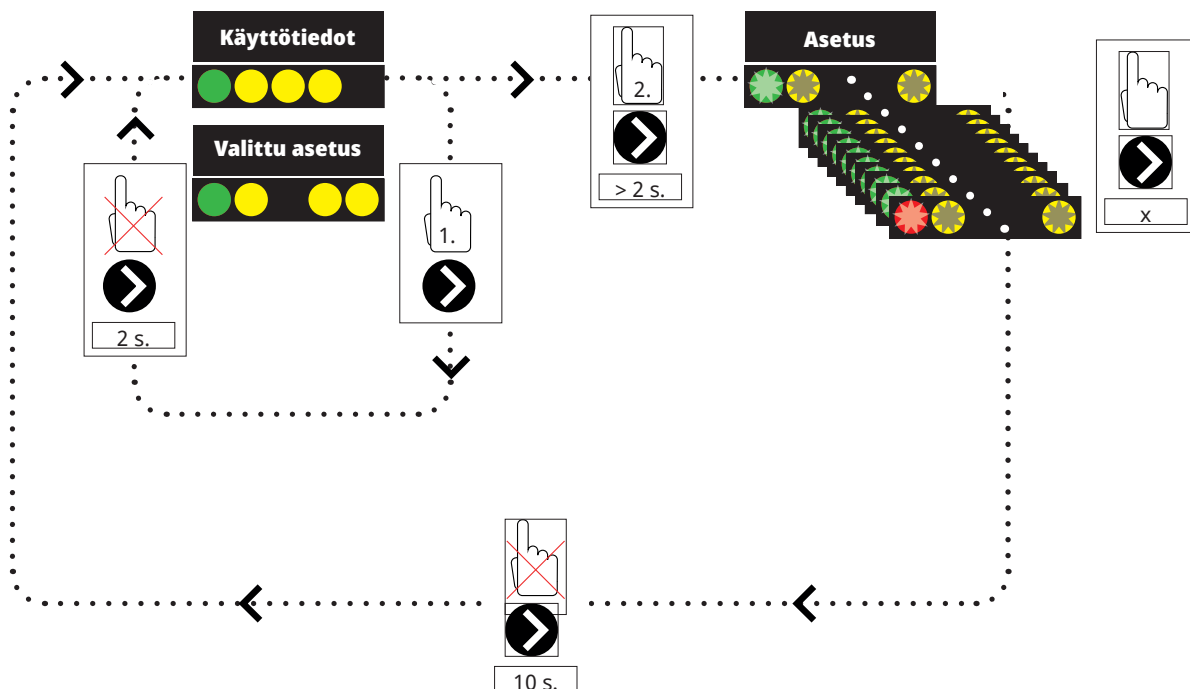 Käyttötiedot
Valittu asetus
2 s.
1.
2.
> 2 s.
Asetus
x
10 s.